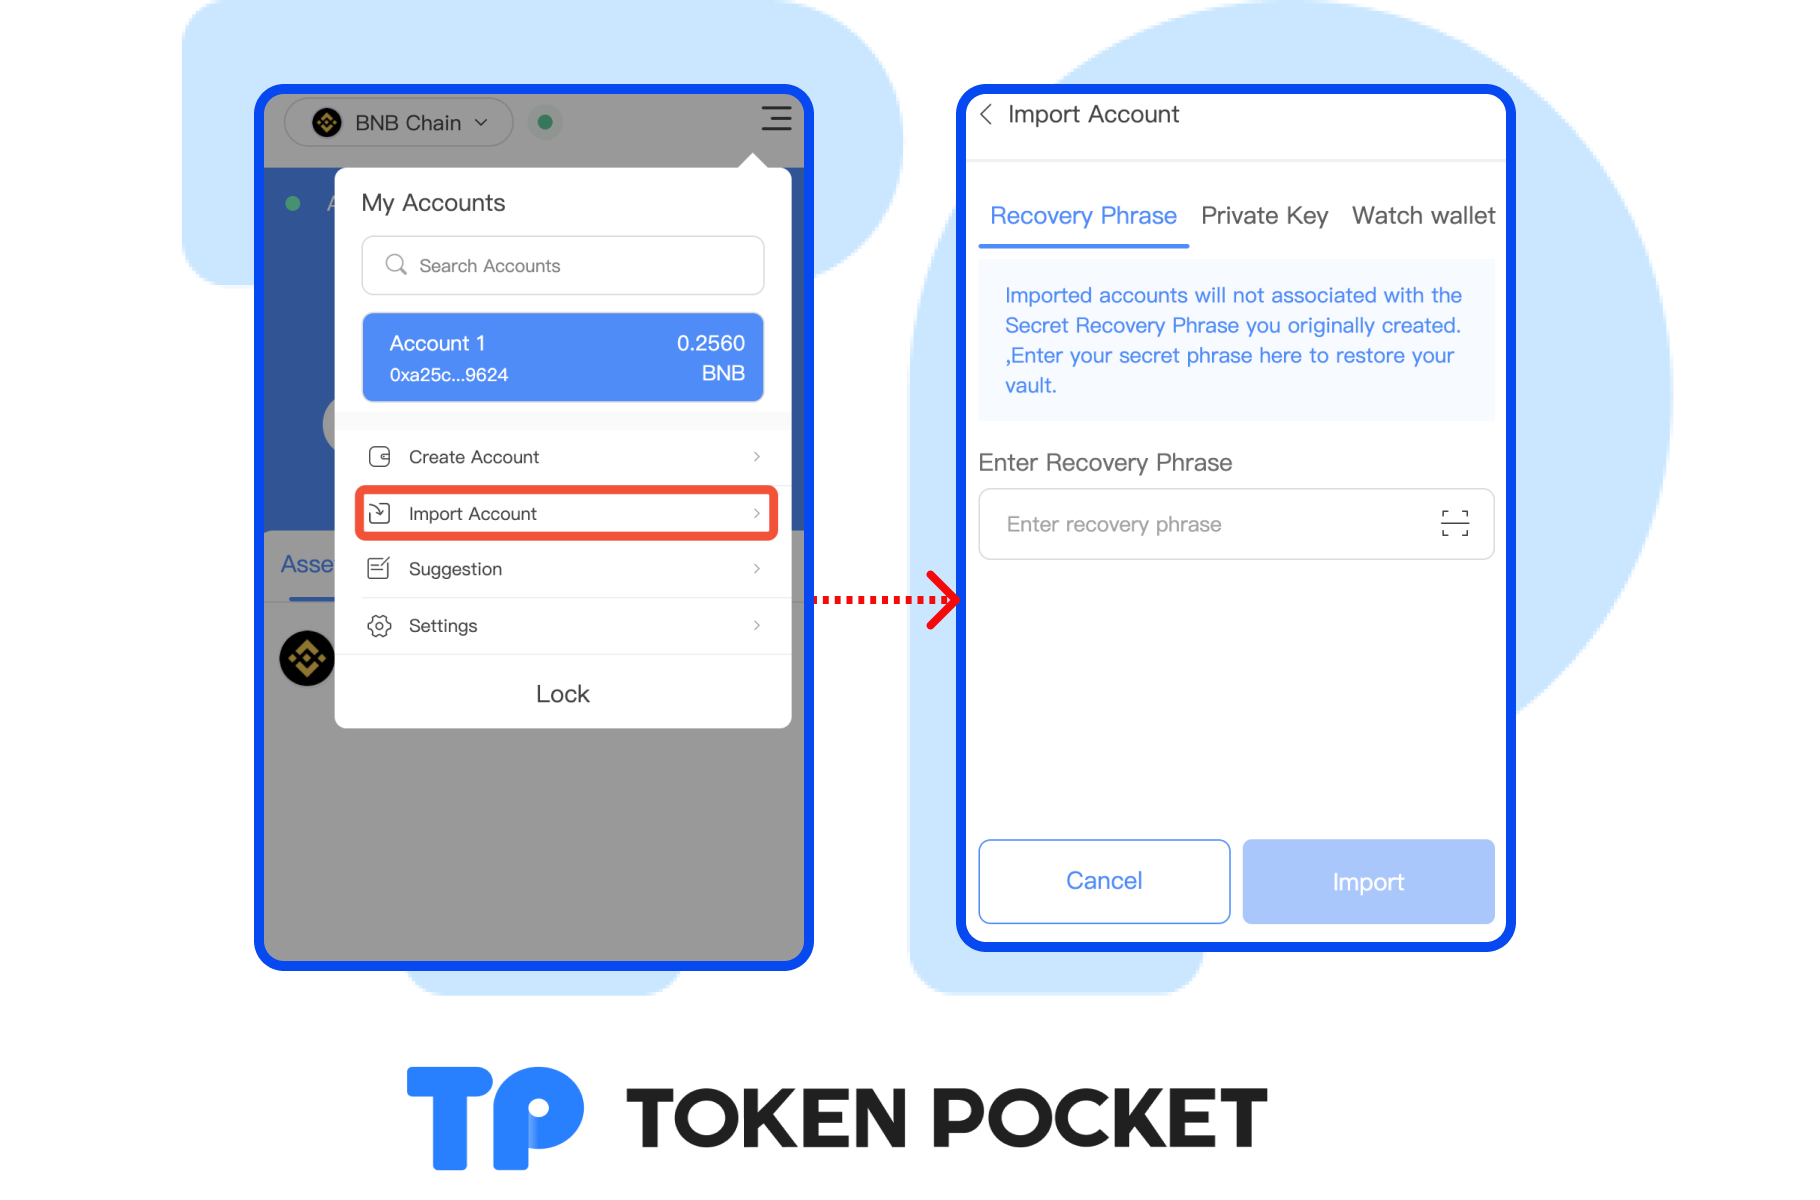 BNB Chain
My Accounts
Search Accounts
Account 1
0.2560
0xa25c...9624
BNB
Create Account
Import Account
Suggestion
Settings
Lock
Import Account
Recovery Phrase
Private Key
Watch wallet
Imported accounts will not associated with the
Secret Recovery Phrase you originally created.
,Enter your secret phrase here to restore your
vault.
Enter Recovery Phrase
Enter recovery phrase
Cancel
Import
TP TOKEN POCKET